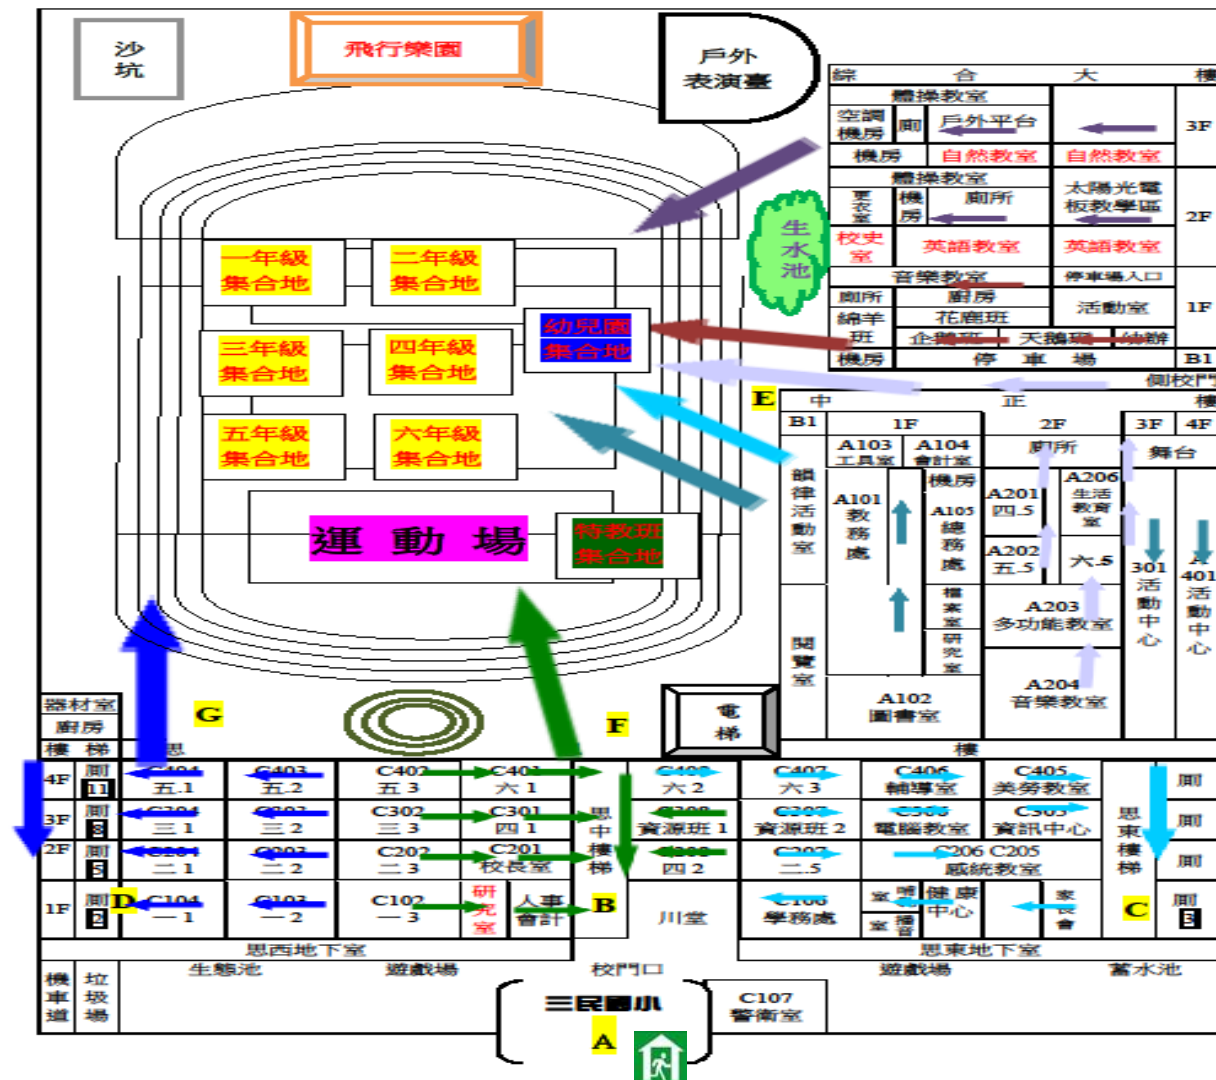 沙
坑
飛行樂園
戶外
表演臺
綜 合 大 樓
體操教室
空調
機房
廁
戶外平台
3F
機房
自然教室
自然教室
體操教室
更衣室
機房
廁所
太陽光電
板教學區
2F
校史
室
英語教室
英語教室
音樂教室
停車場入口
廁所
廚房
活動室
1F
綿羊
班
花鹿班
企鵝班
天鵝班
幼辦
機房
停 車 場
B1
側校門
生水池
一年級
集合地
二年級
集合地
三年級
集合地
四年級
集合地
幼兒園
集合地
五年級
集合地
六年級
集合地
運 動 場
特教班
集合地
E
中 正 樓
B1
1F
2F
3F
4F
韻律活動室
閱覽室
A103
工具室
A104
會計室
機房
A101
教務處
A105
總務處
檔案室
研究室
A102
圖書室
廁所
A201
四.5
A206
生活
教育
室
A202
五.5
六.5
A203
多功能教室
A204
音樂教室
舞台
301
活動中心
A
401
活動中心
電
梯
G
F
器材室
廚房
樓 梯
思
樓
4F
廁
11
C404
五.1
C403
五.2
C402
五 3
C401
六 1
六 2
C407
六 3
C406
輔導室
C405
美勞教室
廁
3F
廁
8
三 1
三 2
C302
三 3
C301
四 1
資源班 1
資源班 2
電腦教室
資訊中心
廁
2F
廁
5
二 1
二 2
C202
二 3
C201
校長室
四 2
C207
二.5
C206 C205
感統教室
廁
1F
廁
2
D
C104
一 1
C103
一 2
C102
一 3
研究室
人事
會計
思中樓梯
B
川堂
C106
學務處
健康
中心
家長會
思東樓梯
C
廁
3
思西地下室
思東地下室
機車道
垃圾場
生態池
遊戲場
校門口
遊戲場
蓄水池
三民國小
A
C107
警衛室